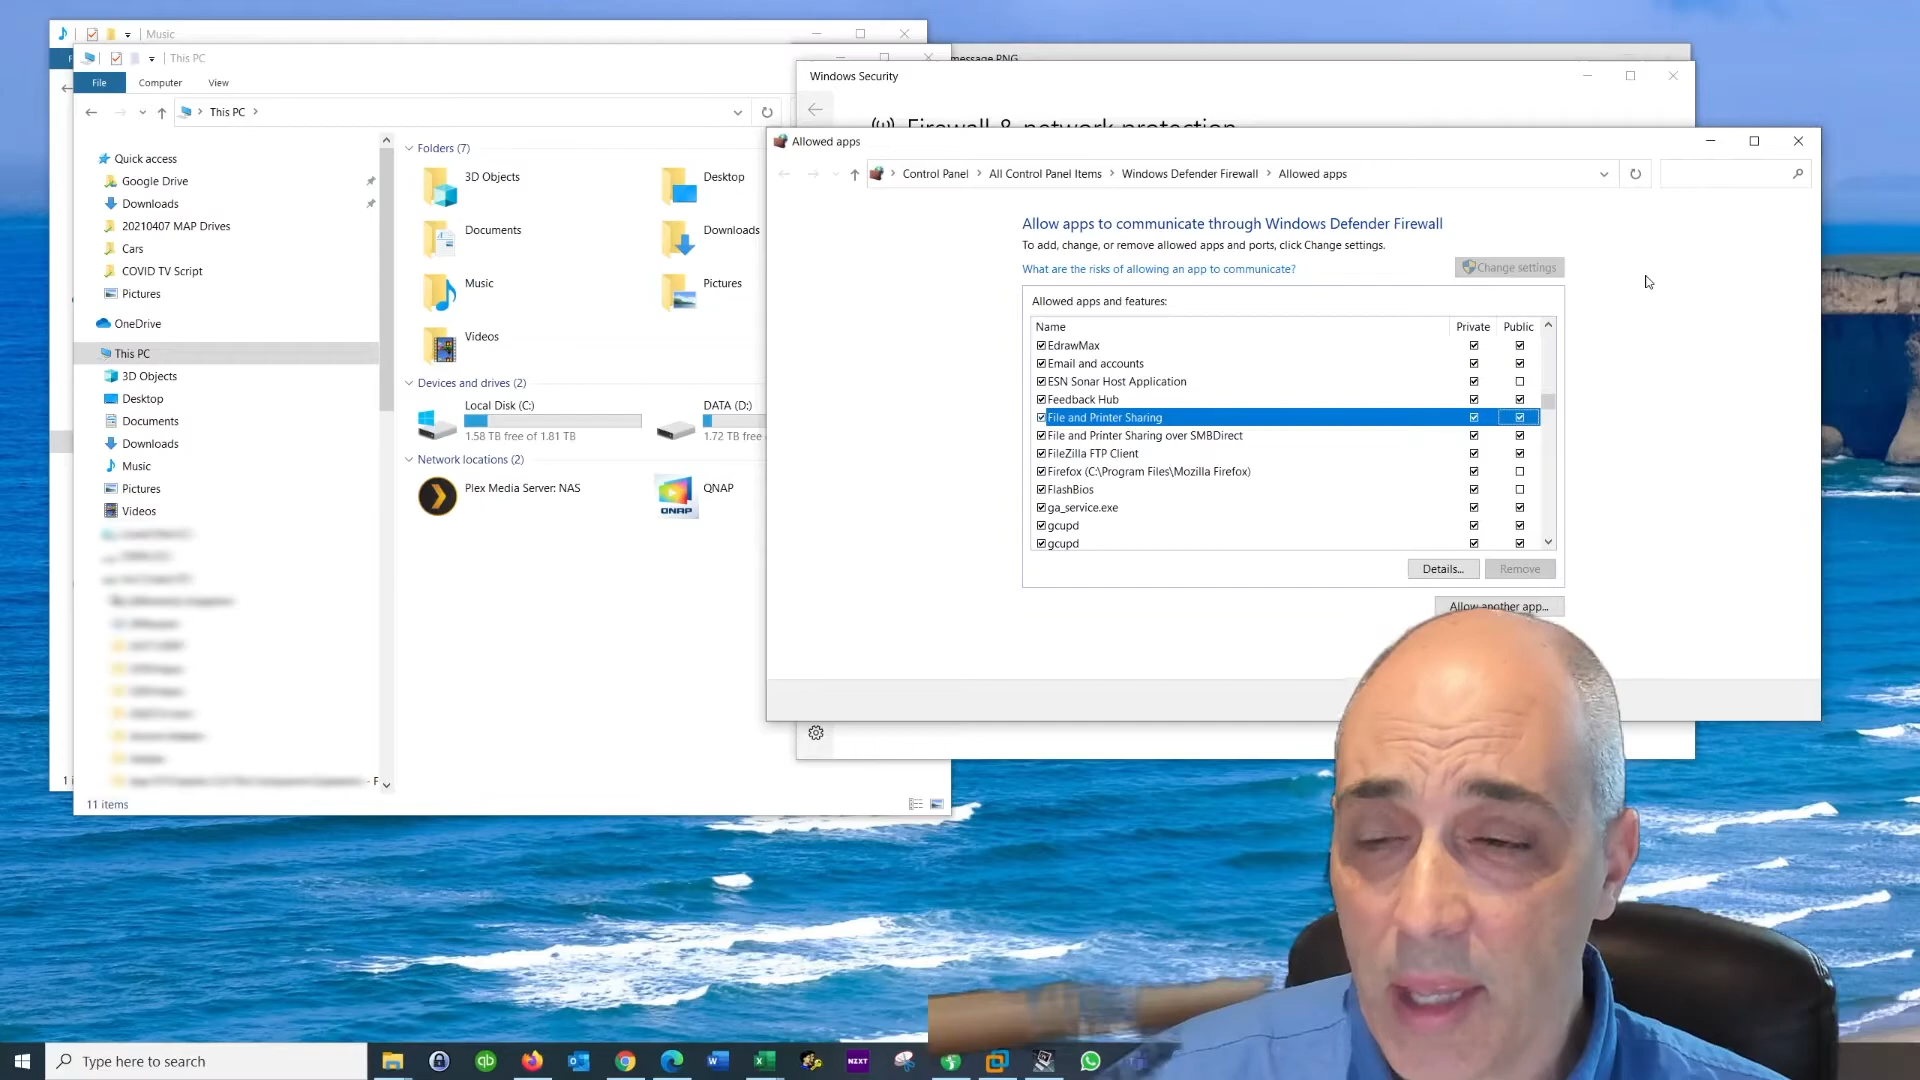 Music
This PC
File
Computer
View
This PC
Quick access
Google Drive
Downloads
20210407 MAP Drives
Cars
COVID TV Script
Pictures
OneDrive
This PC
3D Objects
Desktop
Documents
Downloads
Music
Pictures
Videos
11 items
Folders (7)
3D Objects
Desktop
Documents
Downloads
Music
Pictures
Videos
Devices and drives (2)
Local Disk (C:)
1.58 TB free of 1.81 TB
DATA (D:)
1.72 TB free of
Network locations (2)
Plex Media Server: NAS
QNAP
QNAP
message.PNG
Windows Security
Firewall & network protection
Allowed apps
Control Panel > All Control Panel Items > Windows Defender Firewall > Allowed apps
Allow apps to communicate through Windows Defender Firewall
To add, change, or remove allowed apps and ports, click Change settings.
What are the risks of allowing an app to communicate?
Change settings
Allowed apps and features:
Name Private Public
EdrawMax
Email and accounts
ESN Sonar Host Application
Feedback Hub
File and Printer Sharing
File and Printer Sharing over SMBDirect
FileZilla FTP Client
Firefox (C:\Program Files\Mozilla Firefox)
FlashBios
ga_service.exe
gcupd
gcupd
Details...
Remove
Allow another app...
Type here to search
qb
NZXT